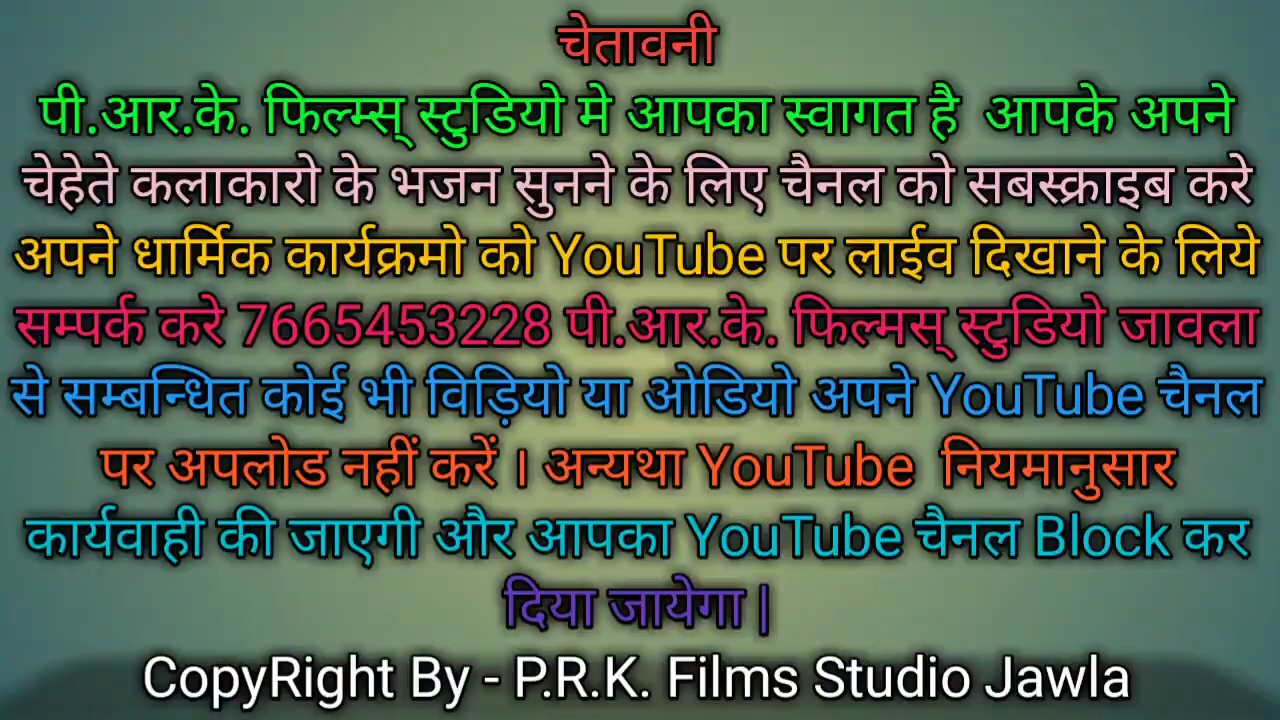 चेतावनी
पी.आर.के. फिल्म्स् स्टुडियो मे आपका स्वागत है आपके अपने
चेहेते कलाकारो के भजन सुनने के लिए चैनल को सबस्क्राइब करे
अपने धार्मिक कार्यक्रमो को YouTube पर लाईव दिखाने के लिये
सम्पर्क करे 7665453228 पी.आर.के. फिल्मस् स्टुडियो जावला
से सम्बन्धित कोई भी विड़ियो या ओडियो अपने YouTube चैनल
पर अपलोड नहीं करें । अन्यथा YouTube नियमानुसार
कार्यवाही की जाएगी और आपका YouTube चैनल Block कर
दिया जायेगा |
CopyRight By - P.R.K. Films Studio Jawla